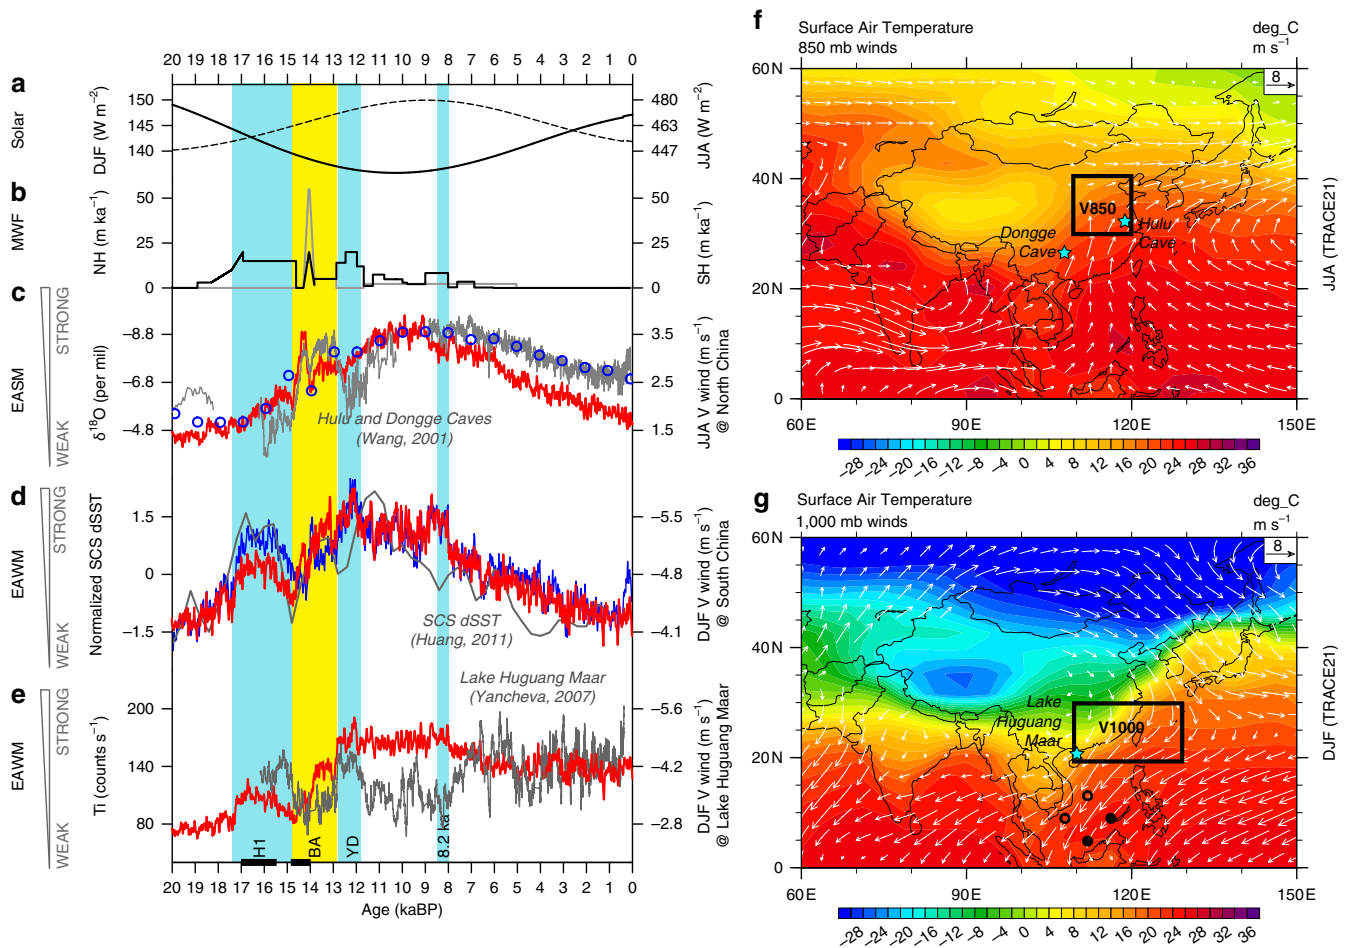 0 1 2 3 4 5 6 7 8 9 10 11 12 13 14 15 16 17 18 19 20
a
Solar
DJF (W m−2)
150
145
140
480
463
447
JJA (W m−2)
b
MWF
NH (m ka−1)
50
25
0
50
25
0
SH (m ka−1)
c
EASM
STRONG
WEAK
δ18O (per mil)
−8.8
−6.8
−4.8
3.5
2.5
1.5
JJA V wind (m s−1)
@ North China
Hulu and Dongge Caves
(Wang, 2001)
d
EAWM
STRONG
WEAK
Normalized SCS dSST
1.5
0
−1.5
−5.5
−4.8
−4.1
DJF V wind (m s−1)
@ South China
SCS dSST
(Huang, 2011)
e
EAWM
STRONG
WEAK
Ti (counts s−1)
200
140
80
−5.6
−4.2
−2.8
DJF V wind (m s−1)
@ Lake Huguang Maar
Lake Huguang Maar
(Yancheva, 2007)
H1
BA
YD
8.2 ka
20 19 18 17 16 15 14 13 12 11 10 9 8 7 6 5 4 3 2 1 0
Age (kaBP)
f
Surface Air Temperature
850 mb winds
deg_C
m s−1
8
60N
40N
20N
0
60E 90E 120E 150E
V850
Dongge
Cave
Hulu
Cave
JJA (TRACE21)
−28 −24 −20 −16 −12 −8 −4 0 4 8 12 16 20 24 28 32 36
g
Surface Air Temperature
1,000 mb winds
deg_C
m s−1
8
60N
40N
20N
0
60E 90E 120E 150E
V1000
Lake
Huguang
Maar
DJF (TRACE21)
−28 −24 −20 −16 −12 −8 −4 0 4 8 12 16 20 24 28 32 36